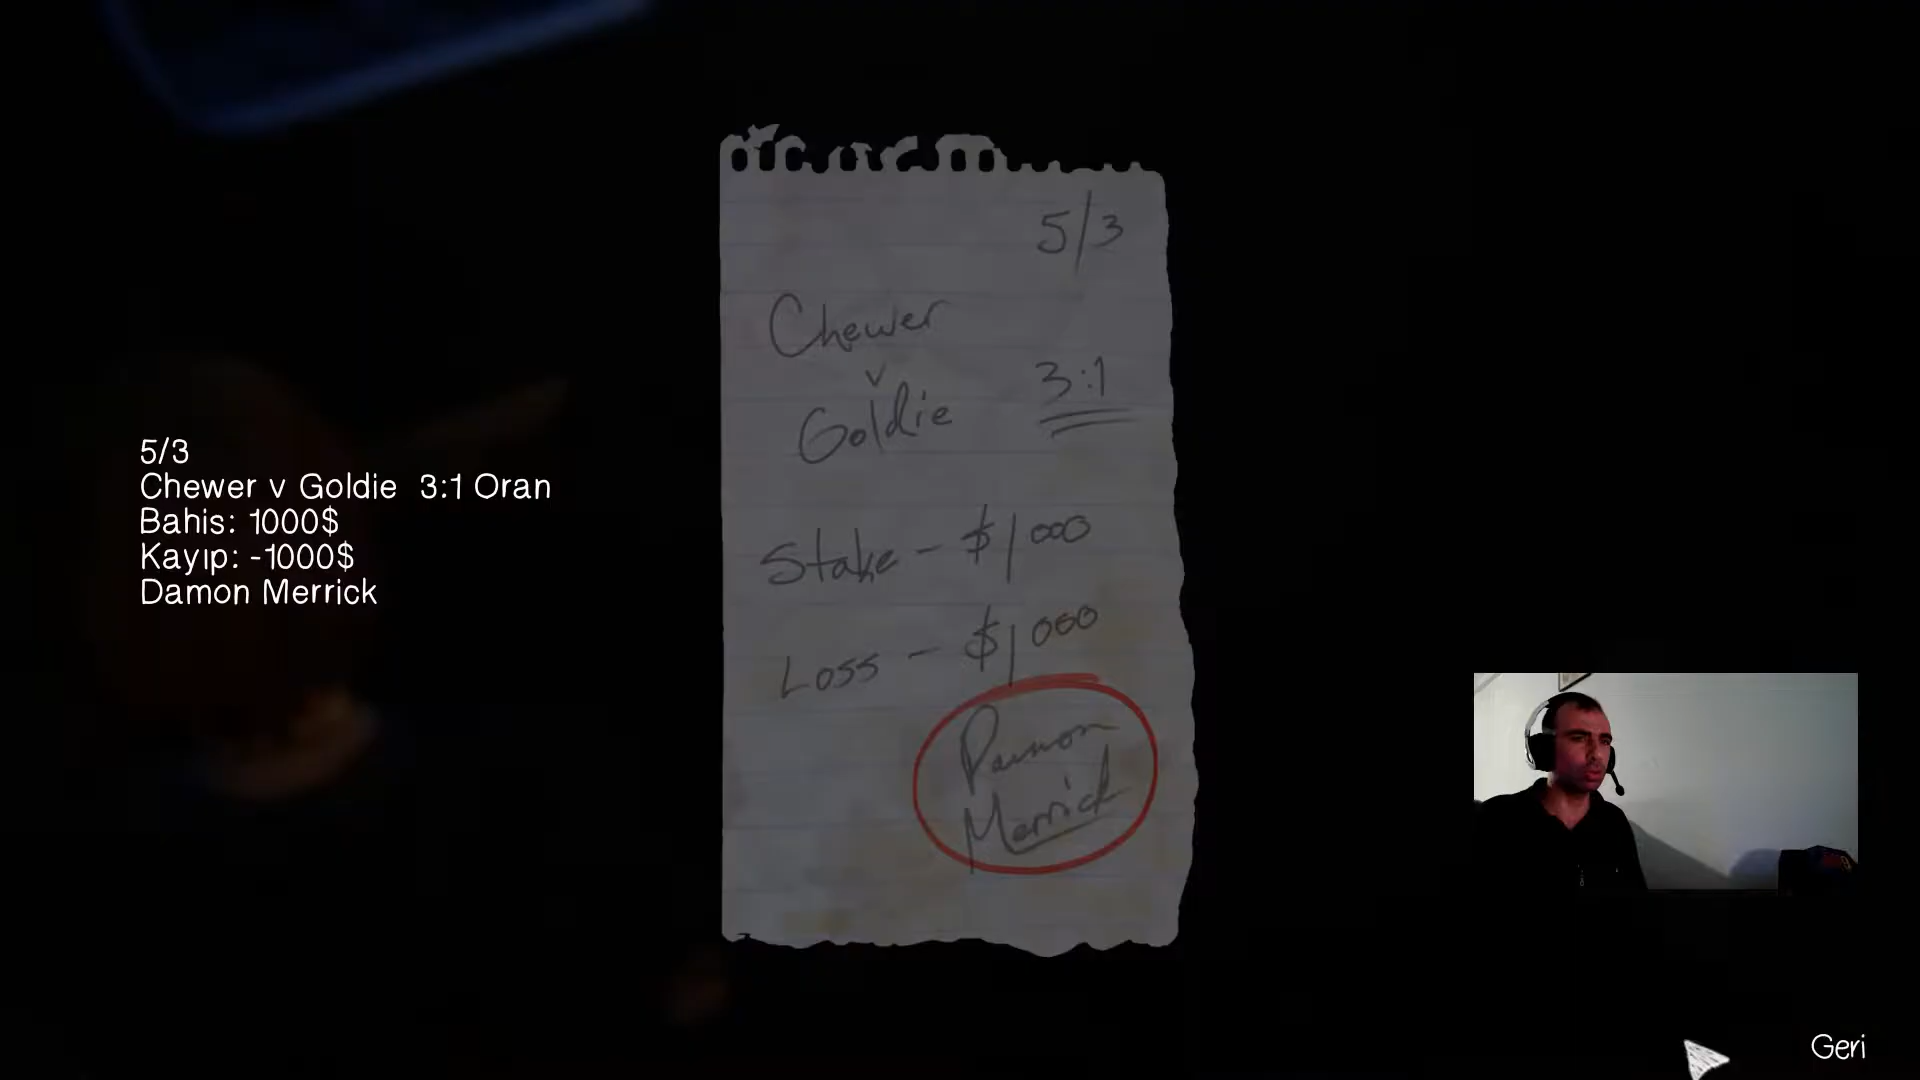 5/3
Chewer v Goldie  3:1 Oran
Bahis: 1000$
Kayıp: -1000$
Damon Merrick
5/3
Chewer
v
Goldie 3:1
Stake - $1000
Loss - $1000
Damon
Merrick
Geri